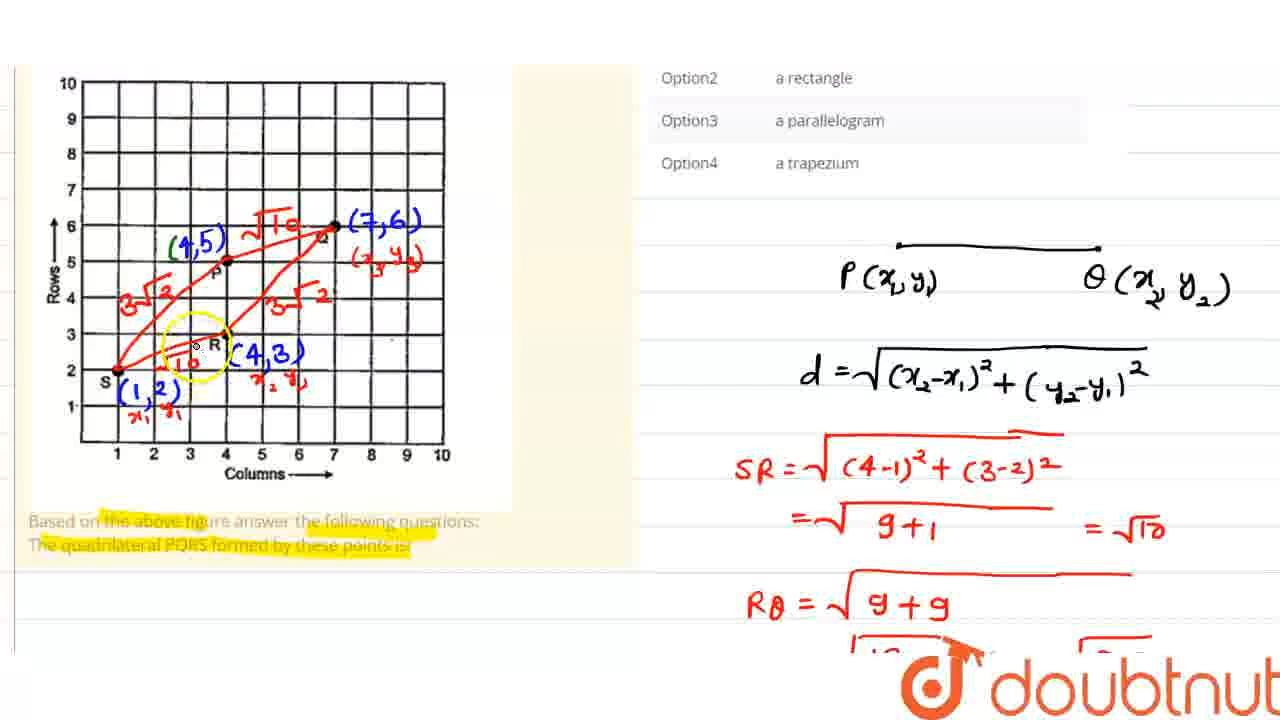 Option2 a rectangle
Option3 a parallelogram
Option4 a trapezium
10
9
8
7
6
5
4
3
2
1
Rows
1 2 3 4 5 6 7 8 9 10
Columns
√10
(7,6)
(4,5)
Q
(x3, y3)
P
3√2
3√2
R
(4,3)
√10
x2 y2
S
(1,2)
x1 y1
Based on the above figure answer the following questions:
The quadrilateral PQRS formed by these points is
P(x1, y1) Q(x2, y2)
d = √(x2-x1)² + (y2-y1)²
SR = √(4-1)² + (3-2)²
= √9+1 = √10
RQ = √9+9
doubtnut